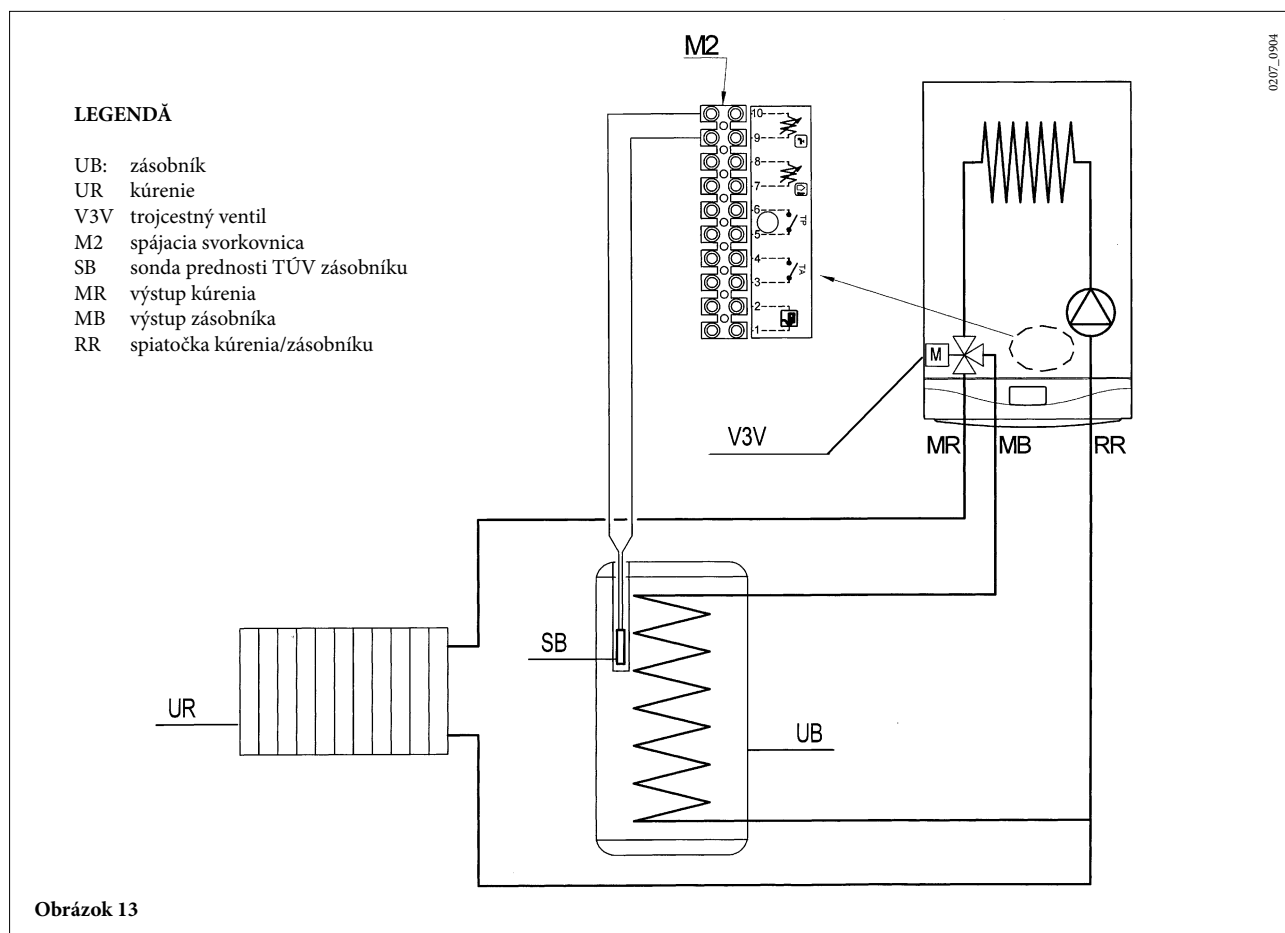 0207_0904
M2
LEGENDĂ
UB: zásobník
UR kúrenie
V3V trojcestný ventil
M2 spájacia svorkovnica
SB sonda prednosti TÚV zásobníku
MR výstup kúrenia
MB výstup zásobníka
RR spiatočka kúrenia/zásobníku
10
9
8
7
6
TP
5
4
TA
3
2
1
M
V3V
MR MB RR
SB
UR
UB
Obrázok 13